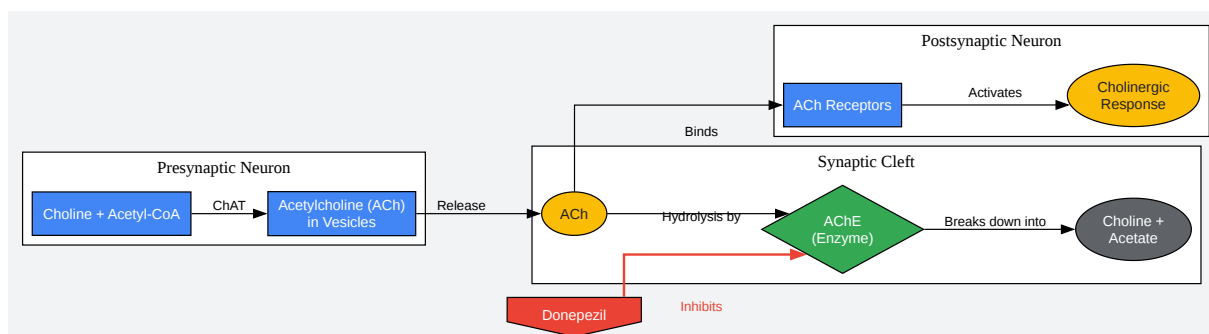 Postsynaptic Neuron
ACh Receptors
Activates
Cholinergic
Response
Binds
Presynaptic Neuron
Choline + Acetyl-CoA
ChAT
Acetylcholine (ACh)
in Vesicles
Release
Synaptic Cleft
ACh
Hydrolysis by
AChE
(Enzyme)
Breaks down into
Choline +
Acetate
Donepezil
Inhibits